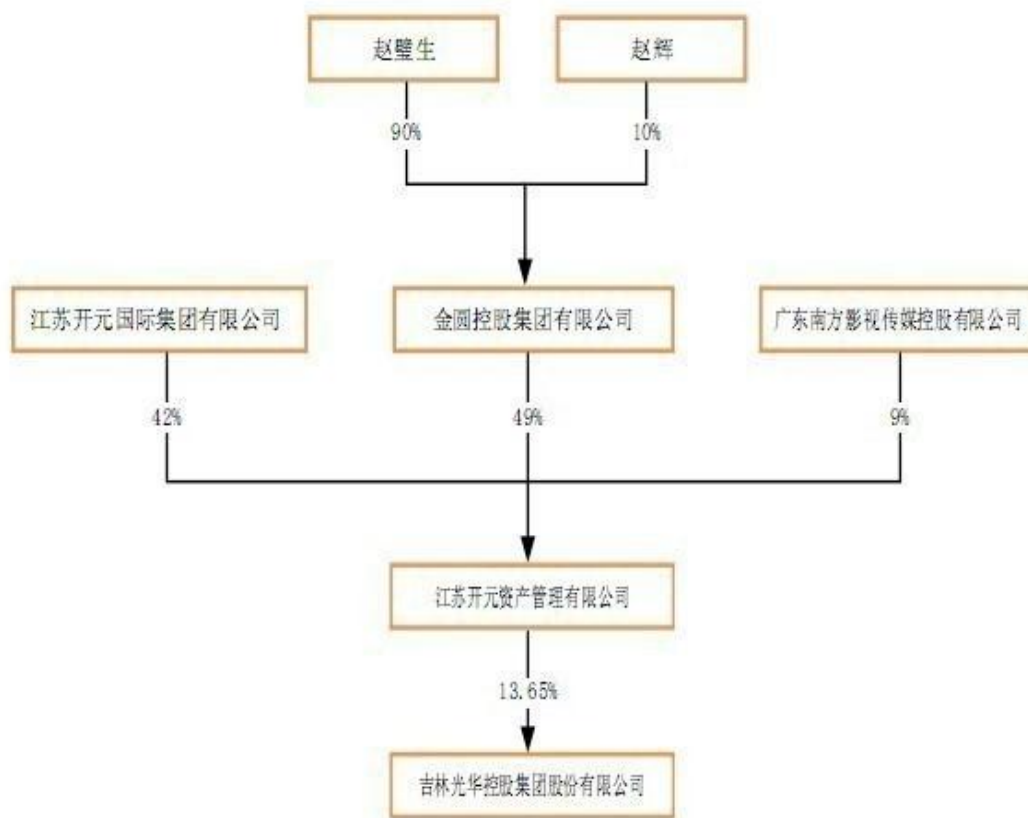 赵璧生
赵辉
90%
10%
江苏开元国际集团有限公司
金圆控股集团有限公司
广东南方影视传媒控股有限公司
42%
49%
9%
江苏开元资产管理有限公司
13.65%
吉林光华控股集团股份有限公司